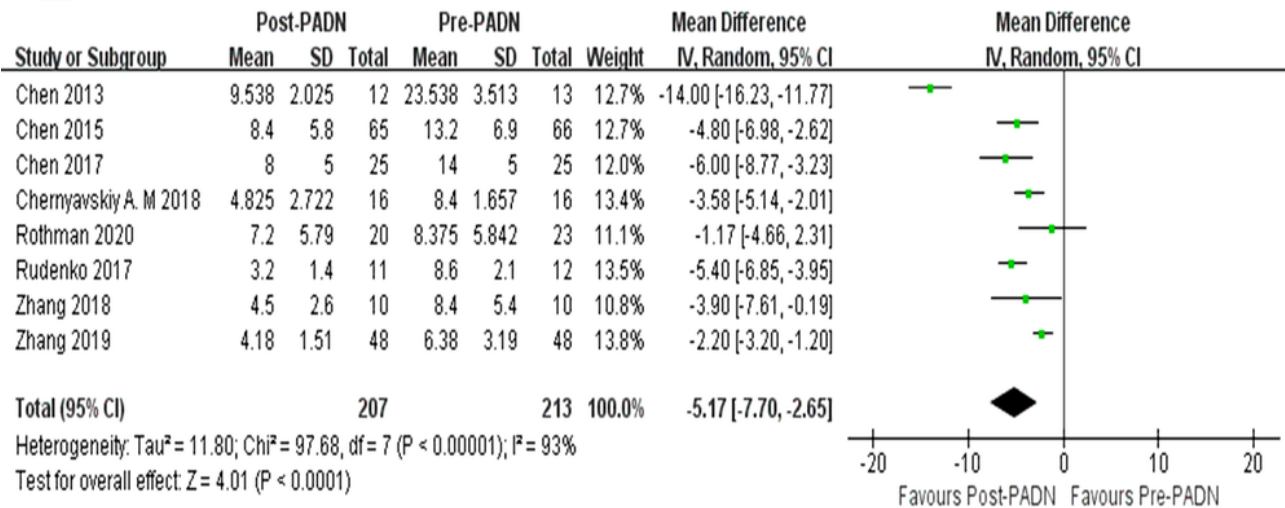 Post-PADN Pre-PADN Mean Difference Mean Difference
Study or Subgroup Mean SD Total Mean SD Total Weight IV, Random, 95% CI IV, Random, 95% CI
Chen 2013 9.538 2.025 12 23.538 3.513 13 12.7% -14.00 [-16.23, -11.77]
Chen 2015 8.4 5.8 65 13.2 6.9 66 12.7% -4.80 [-6.98, -2.62]
Chen 2017 8 5 25 14 5 25 12.0% -6.00 [-8.77, -3.23]
Chernyavskiy A. M 2018 4.825 2.722 16 8.4 1.657 16 13.4% -3.58 [-5.14, -2.01]
Rothman 2020 7.2 5.79 20 8.375 5.842 23 11.1% -1.17 [-4.66, 2.31]
Rudenko 2017 3.2 1.4 11 8.6 2.1 12 13.5% -5.40 [-6.85, -3.95]
Zhang 2018 4.5 2.6 10 8.4 5.4 10 10.8% -3.90 [-7.61, -0.19]
Zhang 2019 4.18 1.51 48 6.38 3.19 48 13.8% -2.20 [-3.20, -1.20]
Total (95% CI) 207 213 100.0% -5.17 [-7.70, -2.65]
Heterogeneity: Tau² = 11.80; Chi² = 97.68, df = 7 (P < 0.00001); I² = 93%
Test for overall effect: Z = 4.01 (P < 0.0001)
-20 -10 0 10 20
Favours Post-PADN Favours Pre-PADN